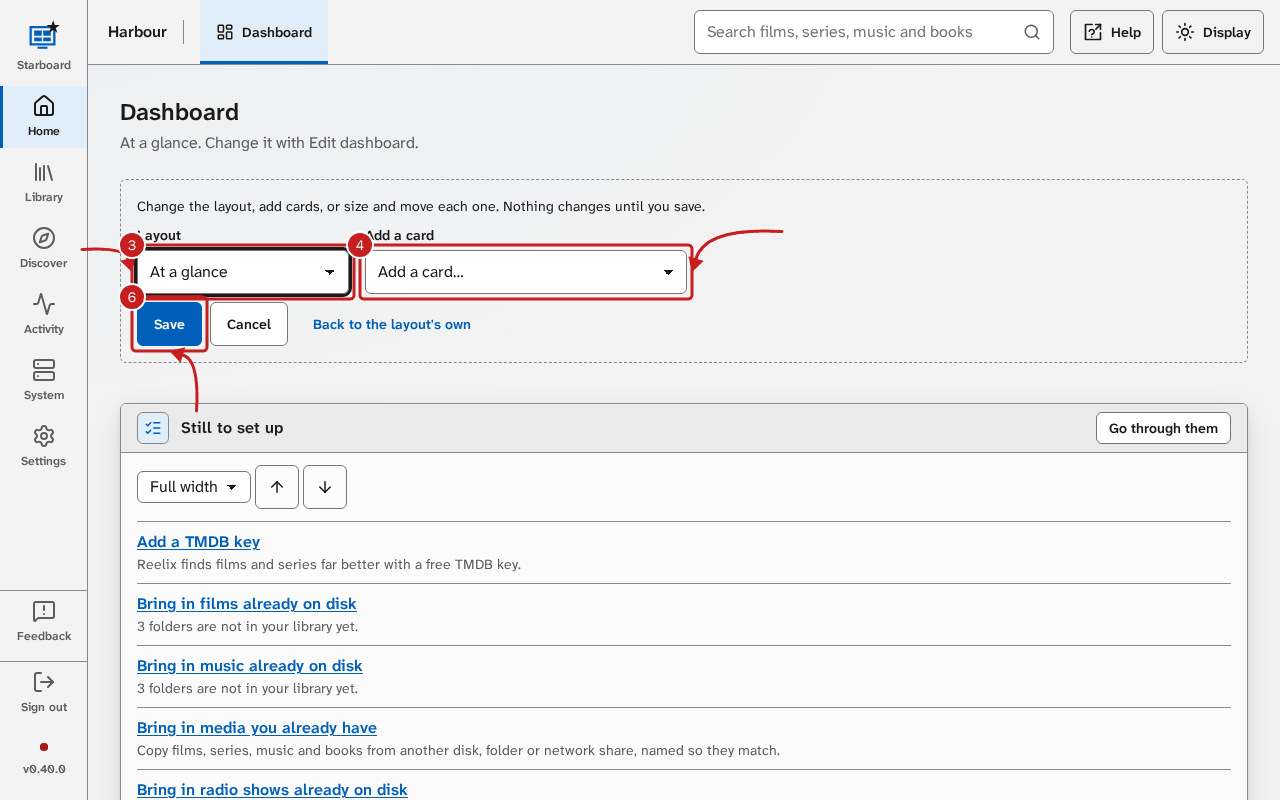 Starboard
Home
Library
Discover
Activity
System
Settings
Feedback
Sign out
v0.40.0
Harbour
Dashboard
Search films, series, music and books
Help
Display
Dashboard
At a glance. Change it with Edit dashboard.
Change the layout, add cards, or size and move each one. Nothing changes until you save.
3
ayout
4
Add a card
At a glance
Add a card...
6
Save
Cancel
Back to the layout's own
Still to set up
Go through them
Full width
Add a TMDB key
Reelix finds films and series far better with a free TMDB key.
Bring in films already on disk
3 folders are not in your library yet.
Bring in music already on disk
3 folders are not in your library yet.
Bring in media you already have
Copy films, series, music and books from another disk, folder or network share, named so they match.
Bring in radio shows already on disk